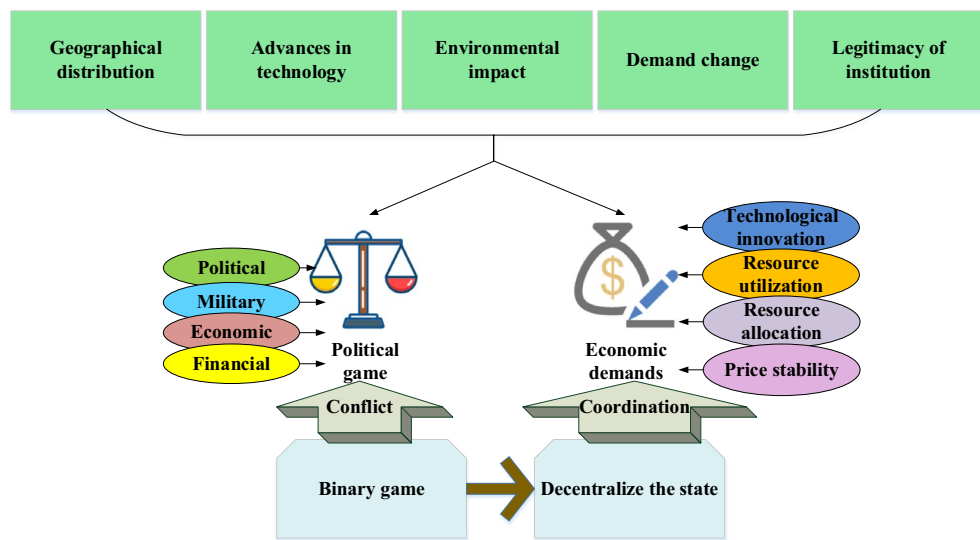 Geographical
distribution
Advances in
technology
Environmental
impact
Demand change
Legitimacy of
institution
Political
Military
Economic
Financial
Political
game
$
Technological
innovation
Resource
utilization
Resource
allocation
Price stability
Economic
demands
Conflict
Coordination
Binary game
Decentralize the state